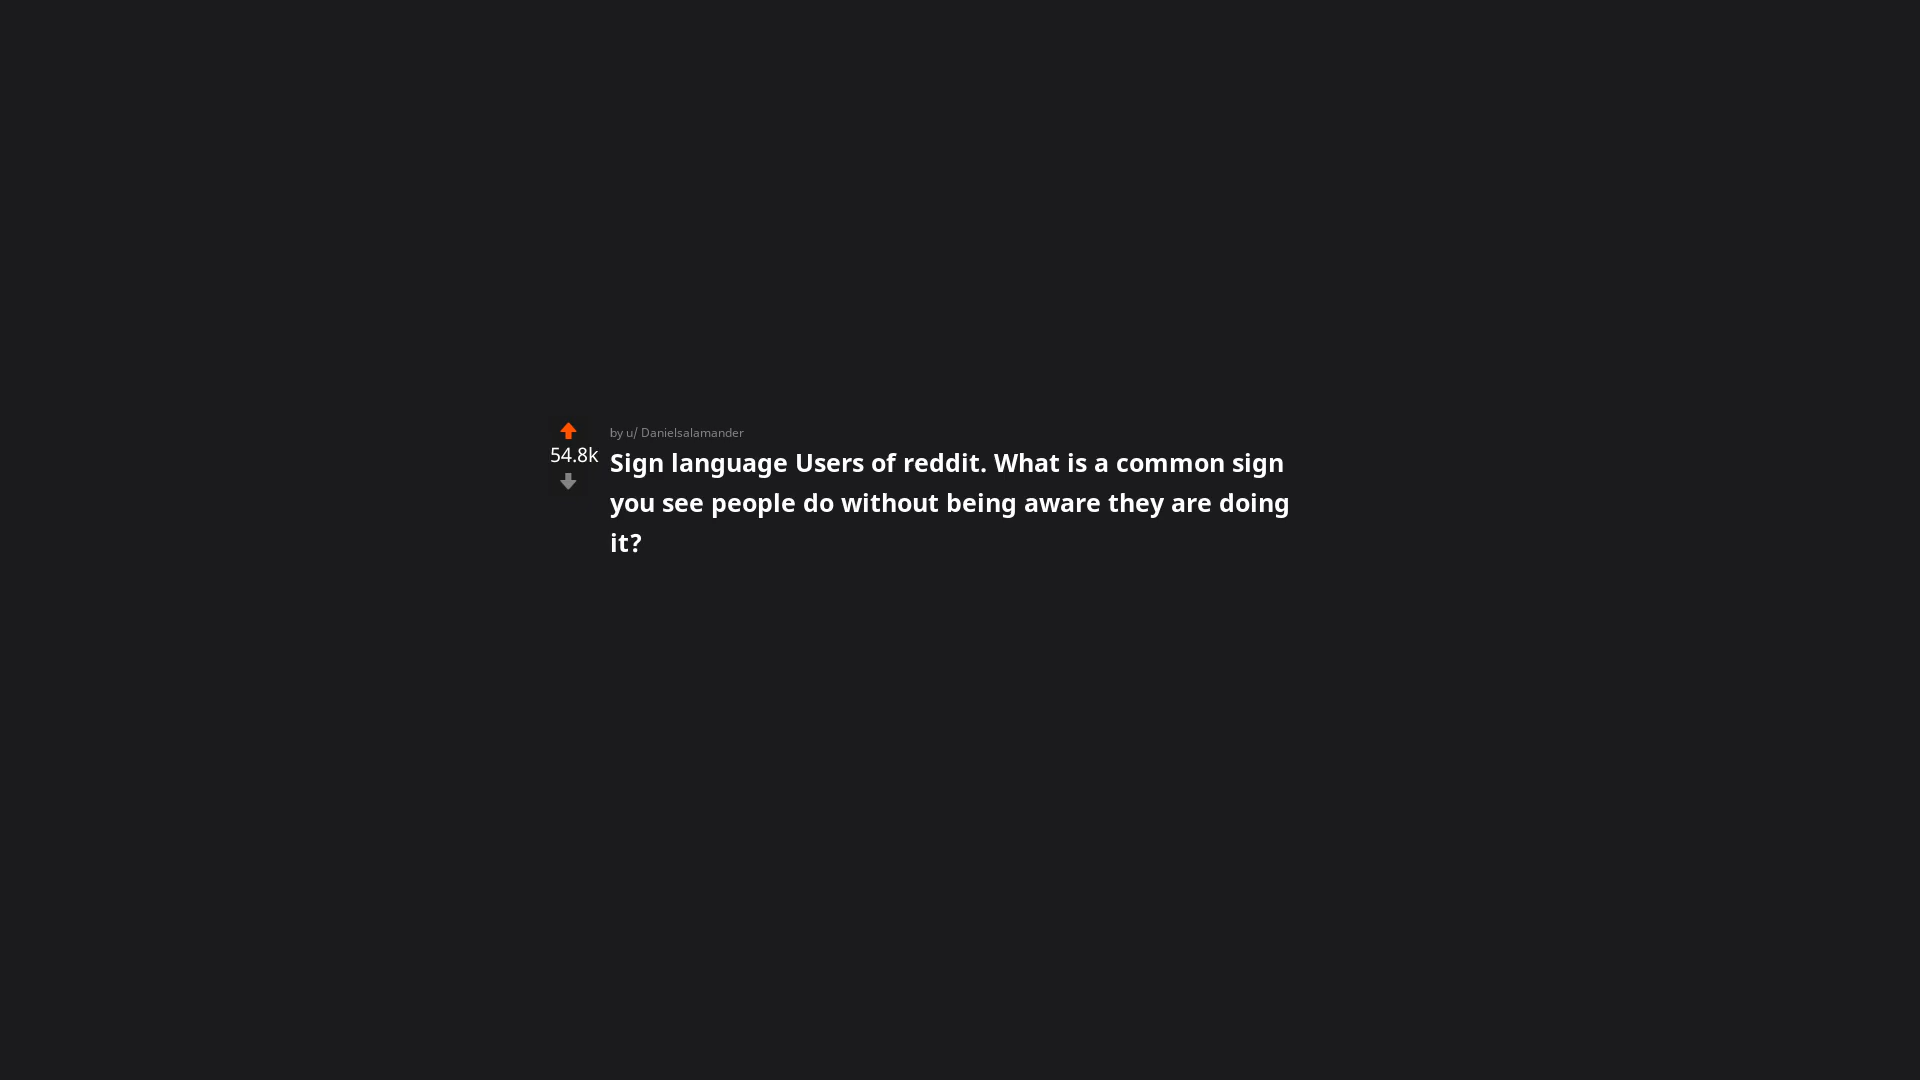 by u/ Danielsalamander
54.8k
Sign language Users of reddit. What is a common sign
you see people do without being aware they are doing
it?